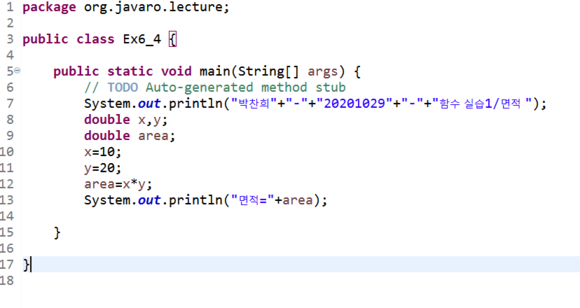 1 package org.javaro.lecture;
2
3 public class Ex6_4 {
4
5 public static void main(String[] args) {
6 // TODO Auto-generated method stub
7 System.out.println("박찬희"+"-"+"20201029"+"-"+"함수 실습1/면적 ");
8 double x,y;
9 double area;
10 x=10;
11 y=20;
12 area=x*y;
13 System.out.println("면적="+area);
14
15 }
16
17 }
18